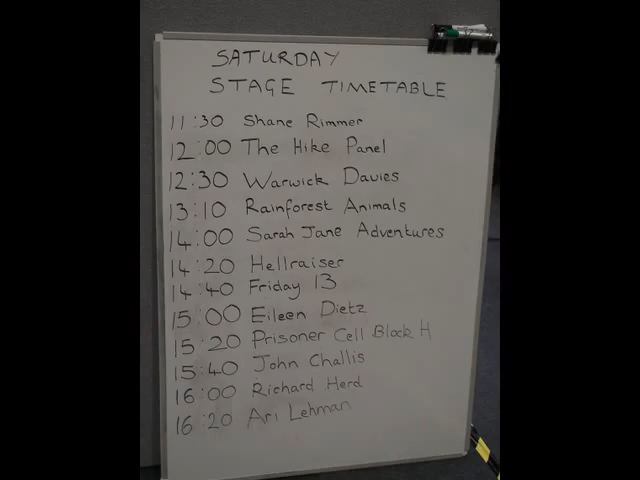 SATURDAY
STAGE TIMETABLE
11:30 Shane Rimmer
12:00 The Hike Panel
12:30 Warwick Davies
13:10 Rainforest Animals
14:00 Sarah Jane Adventures
14:20 Hellraiser
14:40 Friday 13
15:00 Eileen Dietz
15:20 Prisoner Cell Block H
15:40 John Challis
16:00 Richard Herd
16:20 Ari Lehman